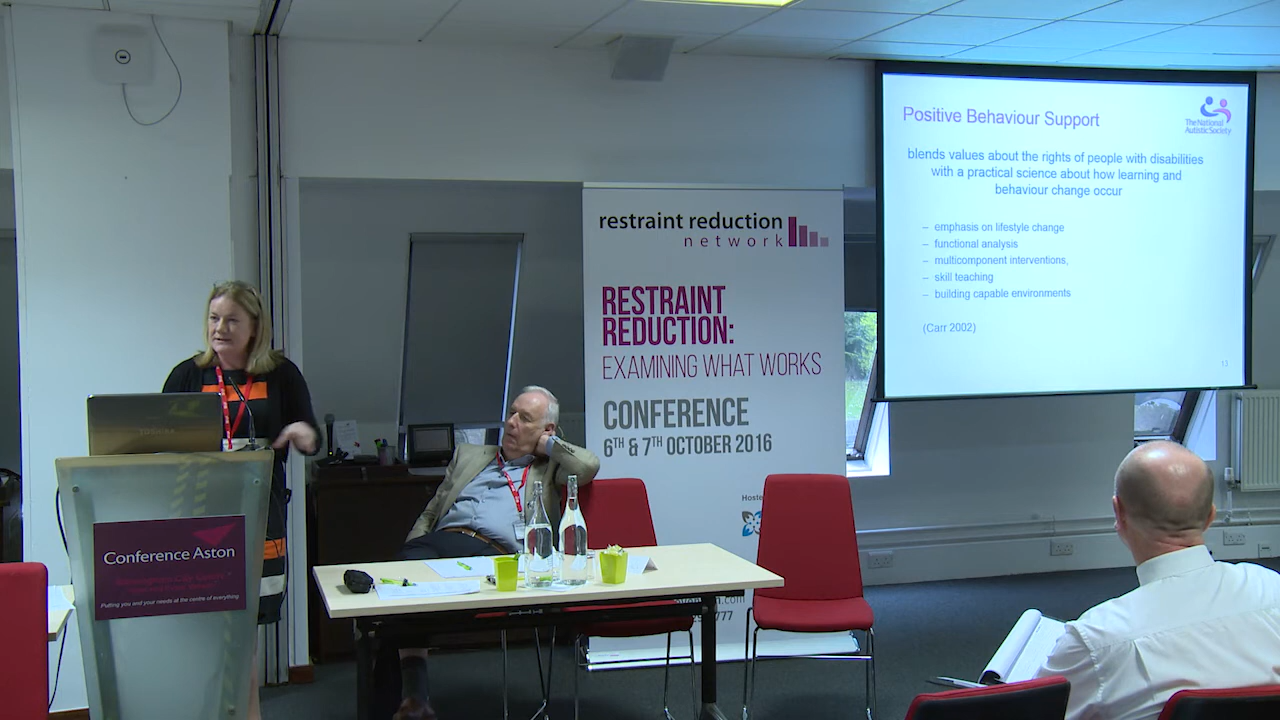 restraint reduction
network
RESTRAINT
REDUCTION:
EXAMINING WHAT WORKS
CONFERENCE
6TH & 7TH OCTOBER 2016
Hoste
777
Positive Behaviour Support
The National
Autistic Society
blends values about the rights of people with disabilities
with a practical science about how learning and
behaviour change occur
– emphasis on lifestyle change
– functional analysis
– multicomponent interventions,
– skill teaching
– building capable environments
(Carr 2002)
13
Conference Aston
Putting you and your needs at the centre of everything